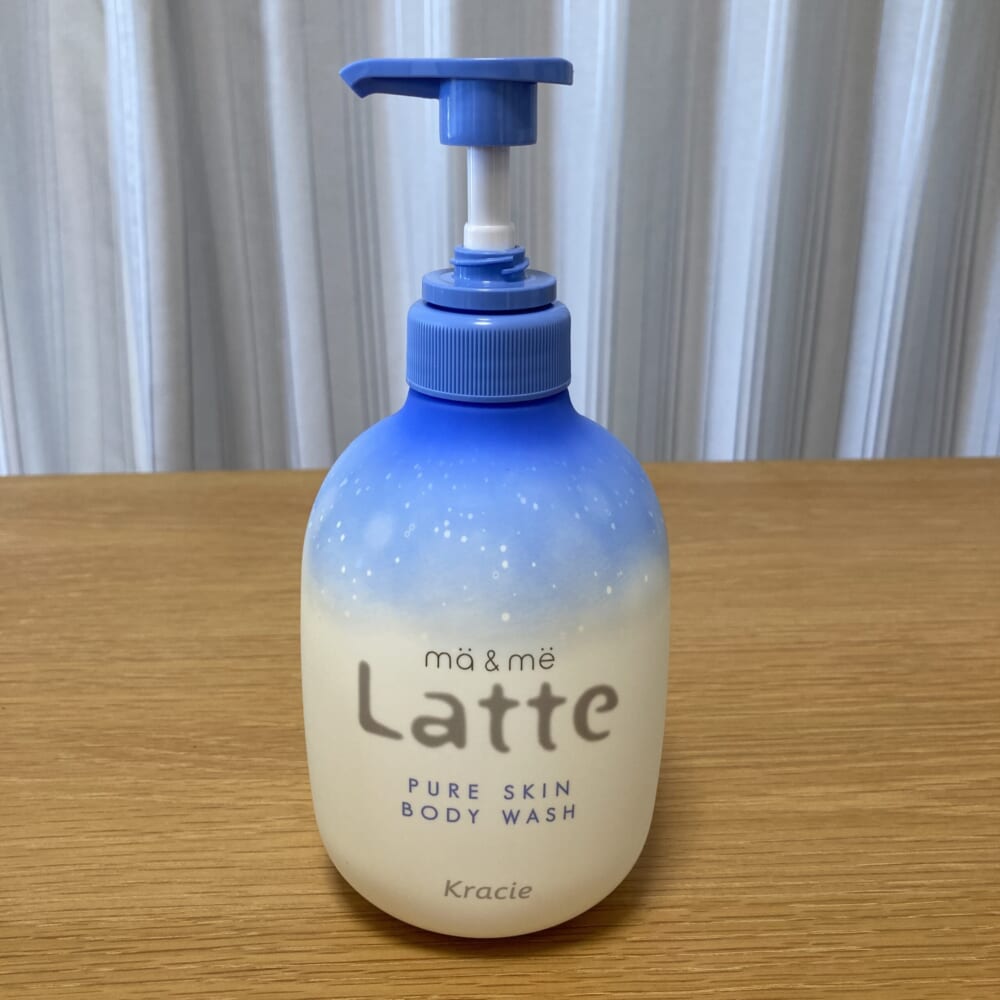 mä & më
Latte
PURE SKIN
BODY WASH
Kracie